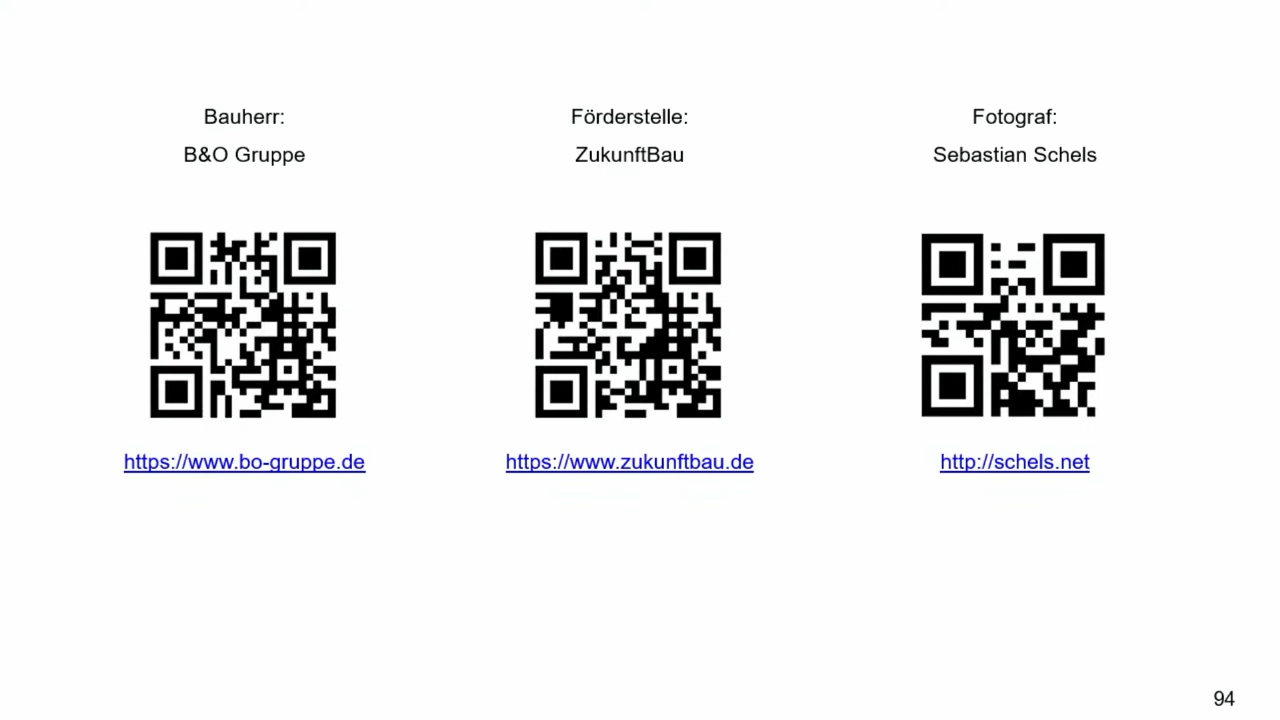 Bauherr:
B&O Gruppe
Förderstelle:
ZukunftBau
Fotograf:
Sebastian Schels
https://www.bo-gruppe.de
https://www.zukunftbau.de
http://schels.net
94